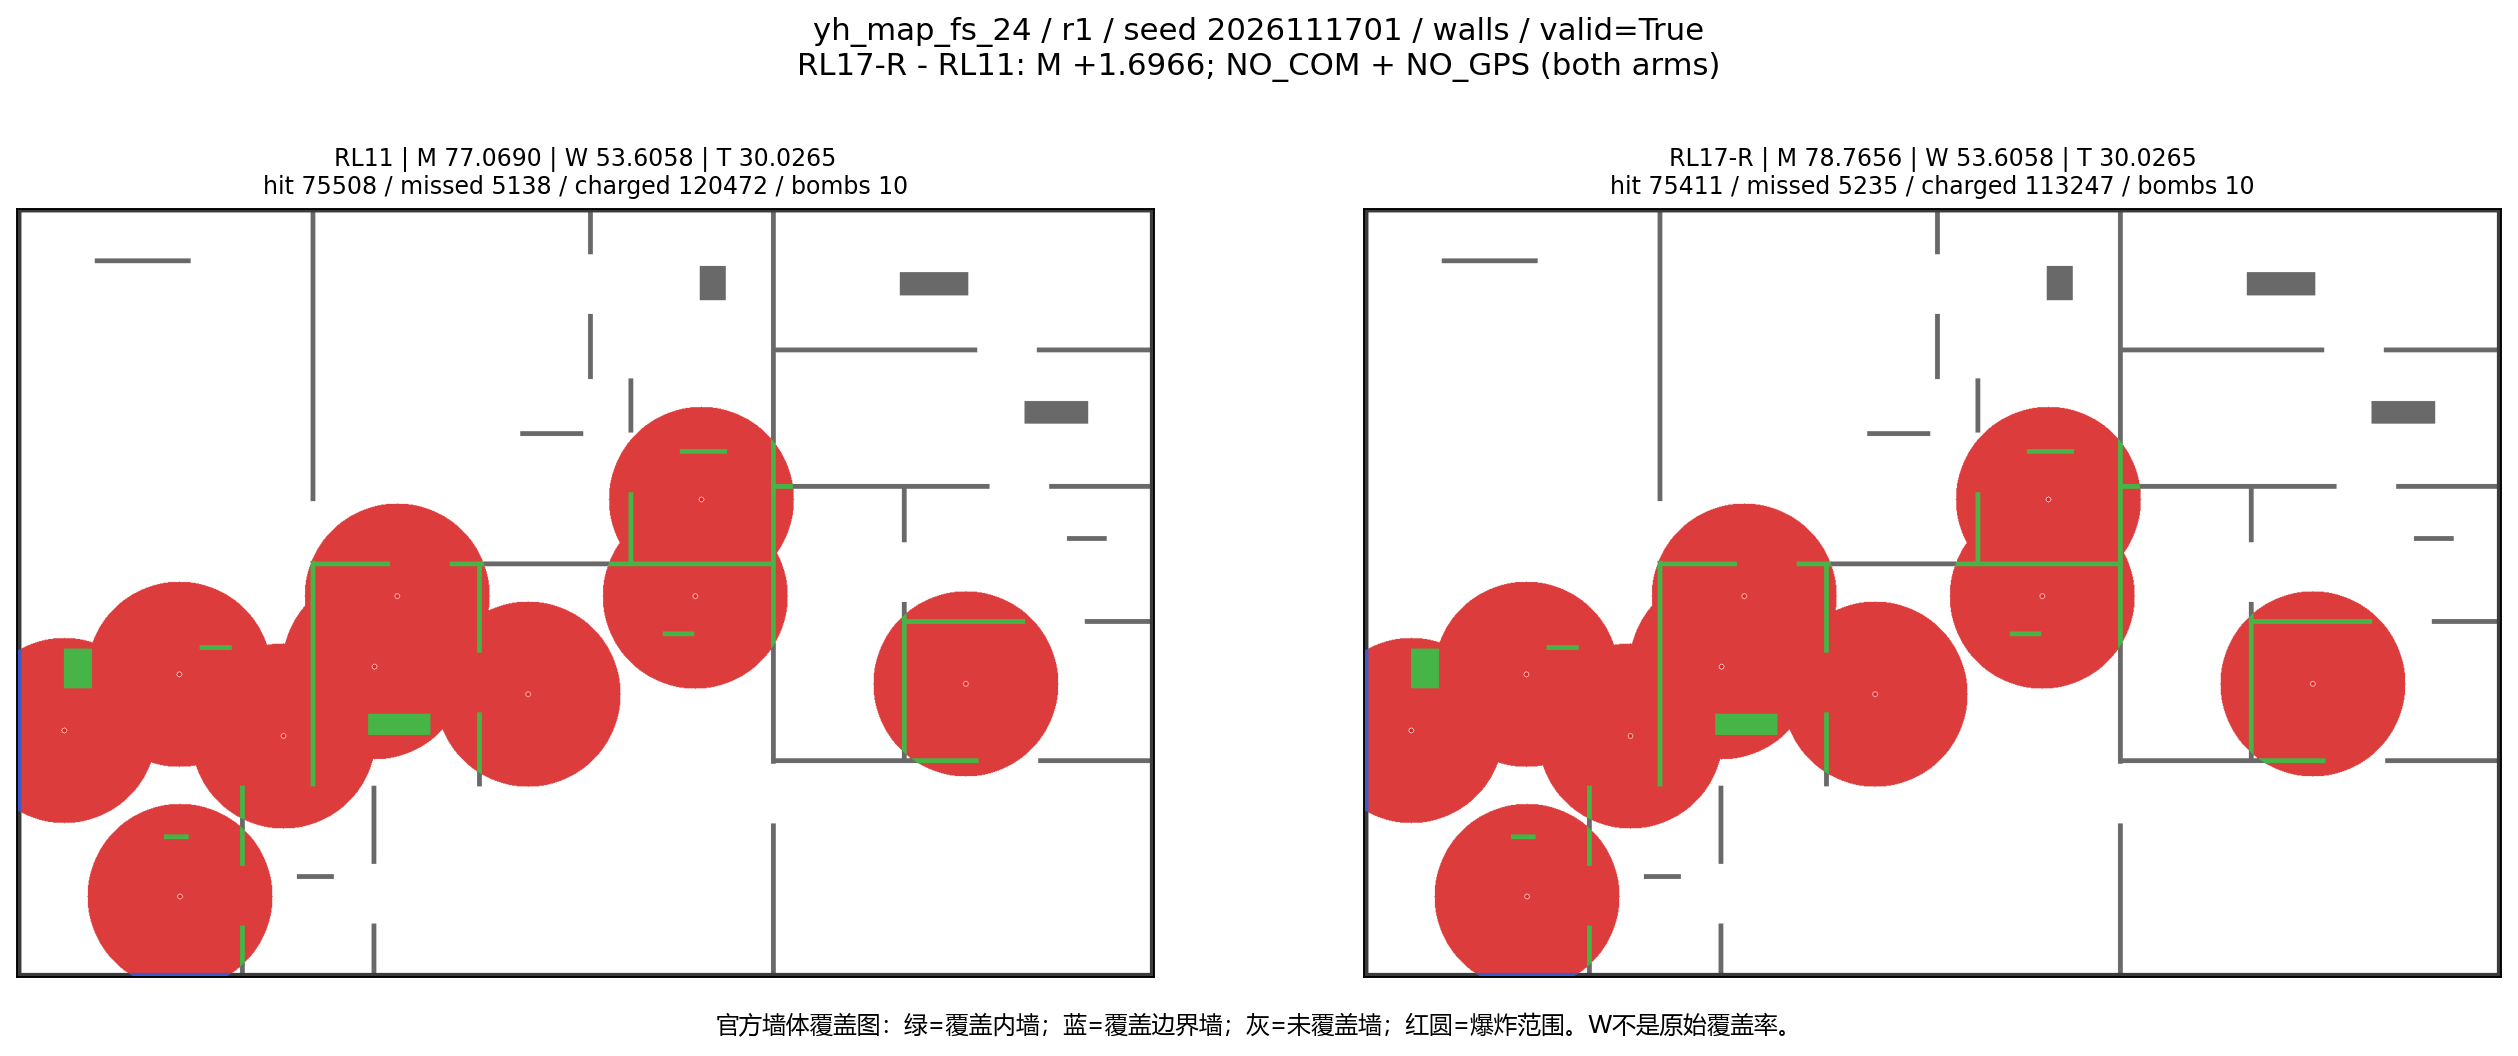 yh_map_fs_24 / r1 / seed 2026111701 / walls / valid=True
RL17-R - RL11: M +1.6966; NO_COM + NO_GPS (both arms)
RL11 | M 77.0690 | W 53.6058 | T 30.0265
hit 75508 / missed 5138 / charged 120472 / bombs 10
RL17-R | M 78.7656 | W 53.6058 | T 30.0265
hit 75411 / missed 5235 / charged 113247 / bombs 10
官方墙体覆盖图：绿=覆盖内墙；蓝=覆盖边界墙；灰=未覆盖墙；红圆=爆炸范围。W不是原始覆盖率。